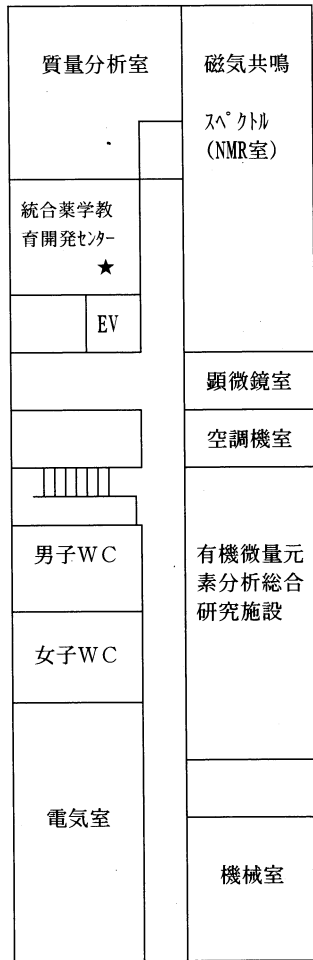 質量分析室
磁気共鳴
スペクトル
(NMR室)
統合薬学教
育開発センター
★
EV
顕微鏡室
空調機室
男子WC
有機微量元
素分析総合
研究施設
女子WC
電気室
機械室